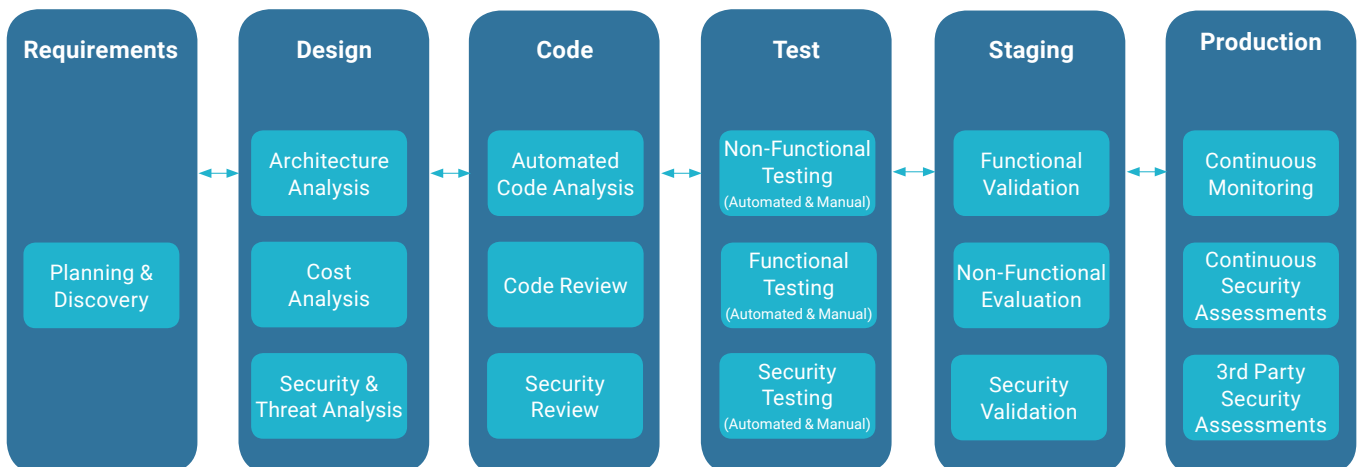 Requirements
Planning &
Discovery
Design
Architecture
Analysis
Cost
Analysis
Security &
Threat Analysis
Code
Automated
Code Analysis
Code Review
Security
Review
Test
Non-Functional
Testing
(Automated & Manual)
Functional
Testing
(Automated & Manual)
Security
Testing
(Automated & Manual)
Staging
Functional
Validation
Non-Functional
Evaluation
Security
Validation
Production
Continuous
Monitoring
Continuous
Security
Assessments
3rd Party
Security
Assessments